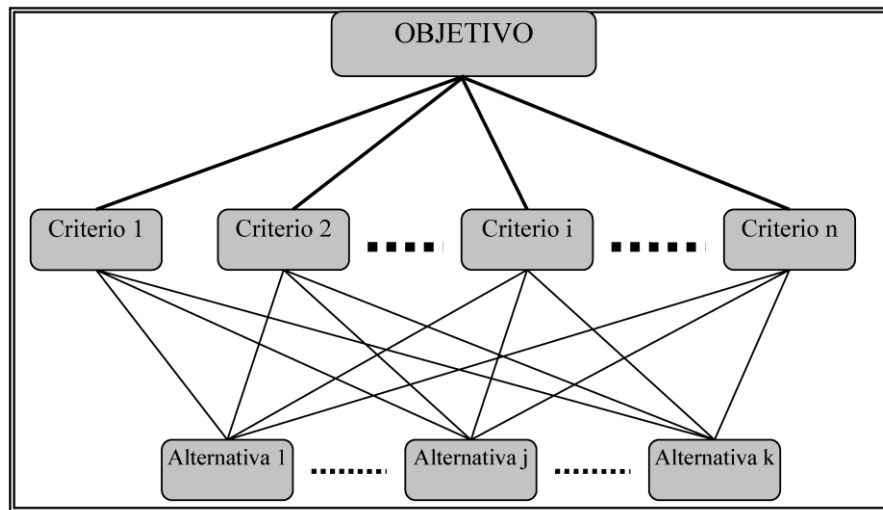 OBJETIVO
Criterio 1
Criterio 2
Criterio i
Criterio n
Alternativa 1
Alternativa j
Alternativa k